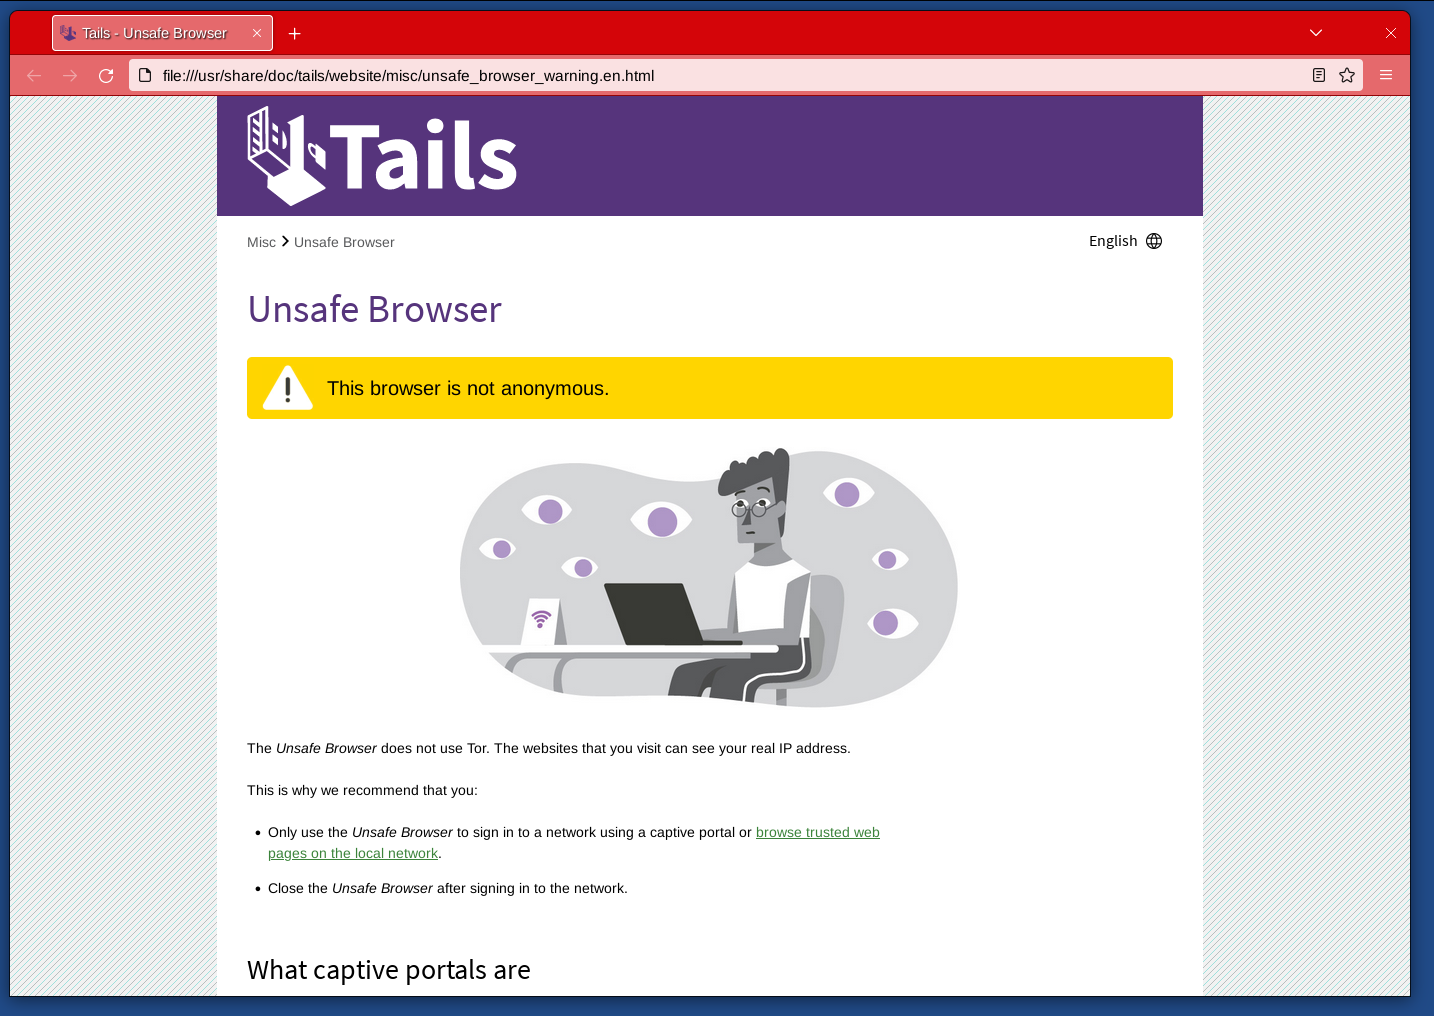 Tails - Unsafe Browser
file:///usr/share/doc/tails/website/misc/unsafe_browser_warning.en.html
Tails
Misc > Unsafe Browser
English
Unsafe Browser
This browser is not anonymous.
The Unsafe Browser does not use Tor. The websites that you visit can see your real IP address.
This is why we recommend that you:
• Only use the Unsafe Browser to sign in to a network using a captive portal or browse trusted web
pages on the local network.
• Close the Unsafe Browser after signing in to the network.
What captive portals are